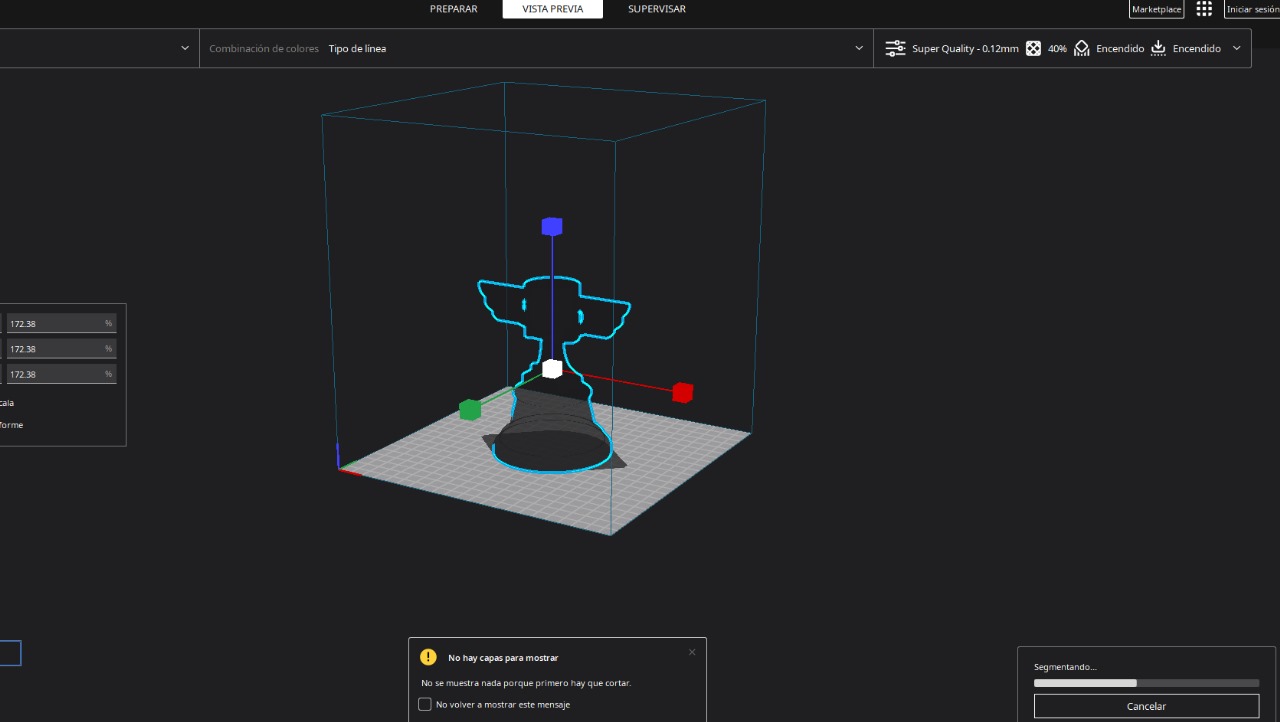 PREPARAR
VISTA PREVIA
SUPERVISAR
Marketplace
Iniciar sesión
Combinación de colores Tipo de línea
Super Quality - 0.12mm 40% Encendido Encendido
172.38 %
172.38 %
172.38 %
cala
forme
No hay capas para mostrar
No se muestra nada porque primero hay que cortar.
No volver a mostrar este mensaje
Segmentando...
Cancelar